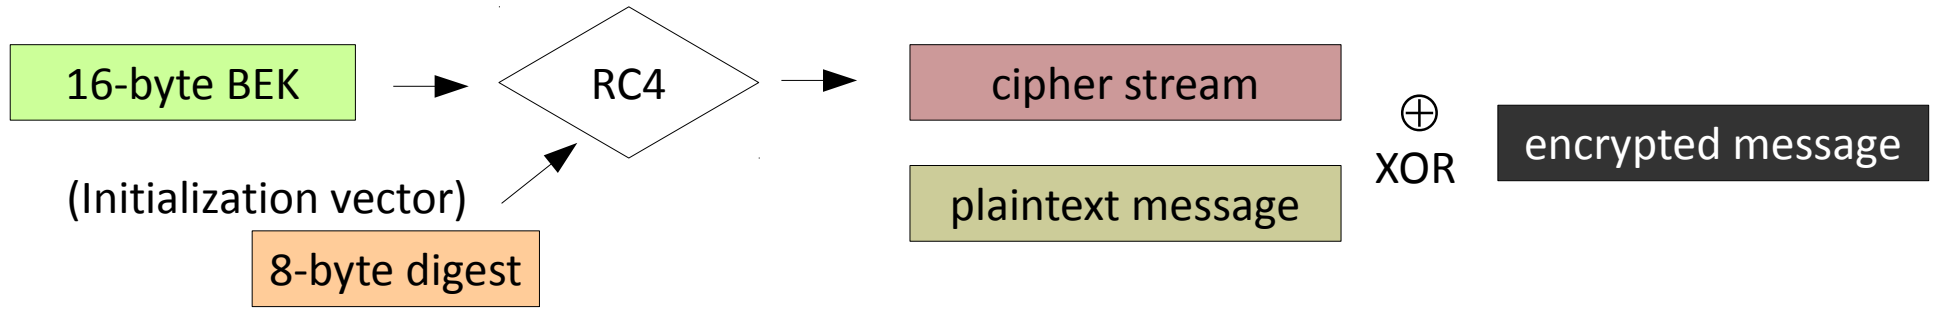 16-byte BEK
RC4
cipher stream
⊕
XOR
encrypted message
(Initialization vector)
plaintext message
8-byte digest